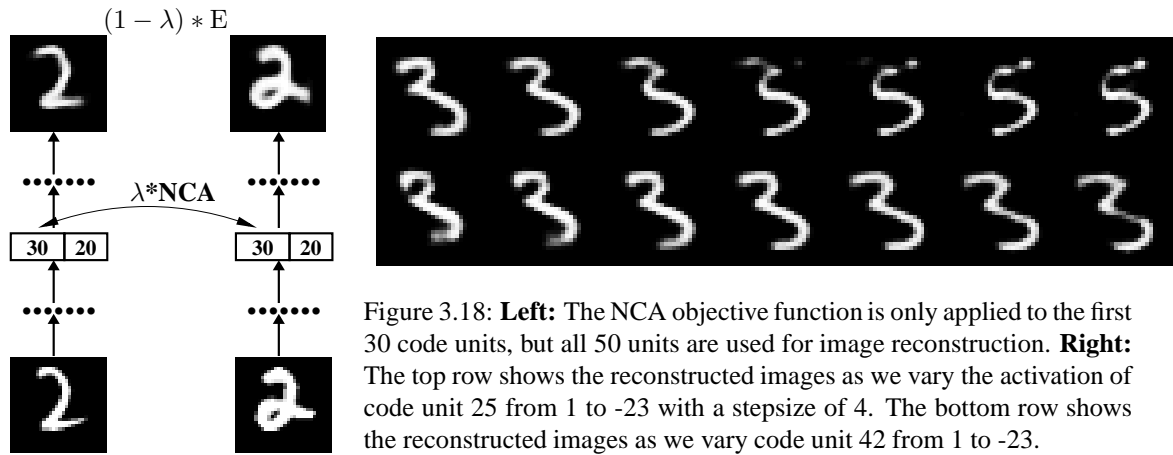 (1 − λ) ∗ E
λ*NCA
30 20 30 20
Figure 3.18: Left: The NCA objective function is only applied to the first
30 code units, but all 50 units are used for image reconstruction. Right:
The top row shows the reconstructed images as we vary the activation of
code unit 25 from 1 to -23 with a stepsize of 4. The bottom row shows
the reconstructed images as we vary code unit 42 from 1 to -23.